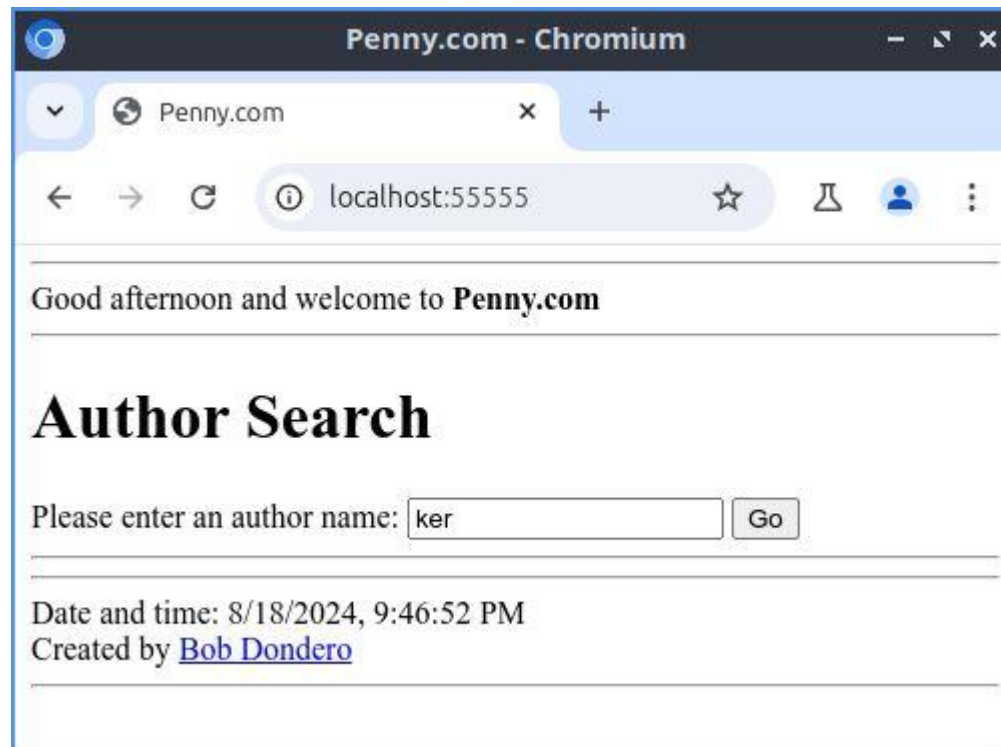 Penny.com - Chromium
Penny.com
localhost:55555
Good afternoon and welcome to Penny.com
Author Search
Please enter an author name: ker Go
Date and time: 8/18/2024, 9:46:52 PM
Created by Bob Dondero